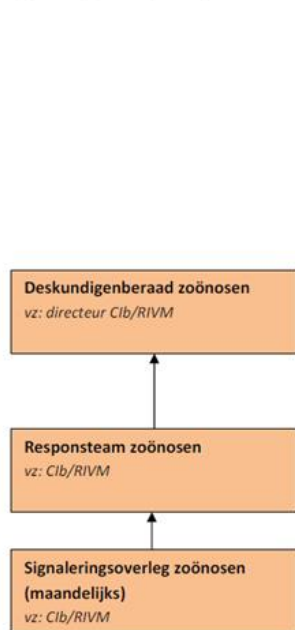 Deskundigenberaad zoönosen
vz: directeur CIb/RIVM
Responsteam zoönosen
vz: CIb/RIVM
Signaleringsoverleg zoönosen
(maandelijks)
vz: CIb/RIVM